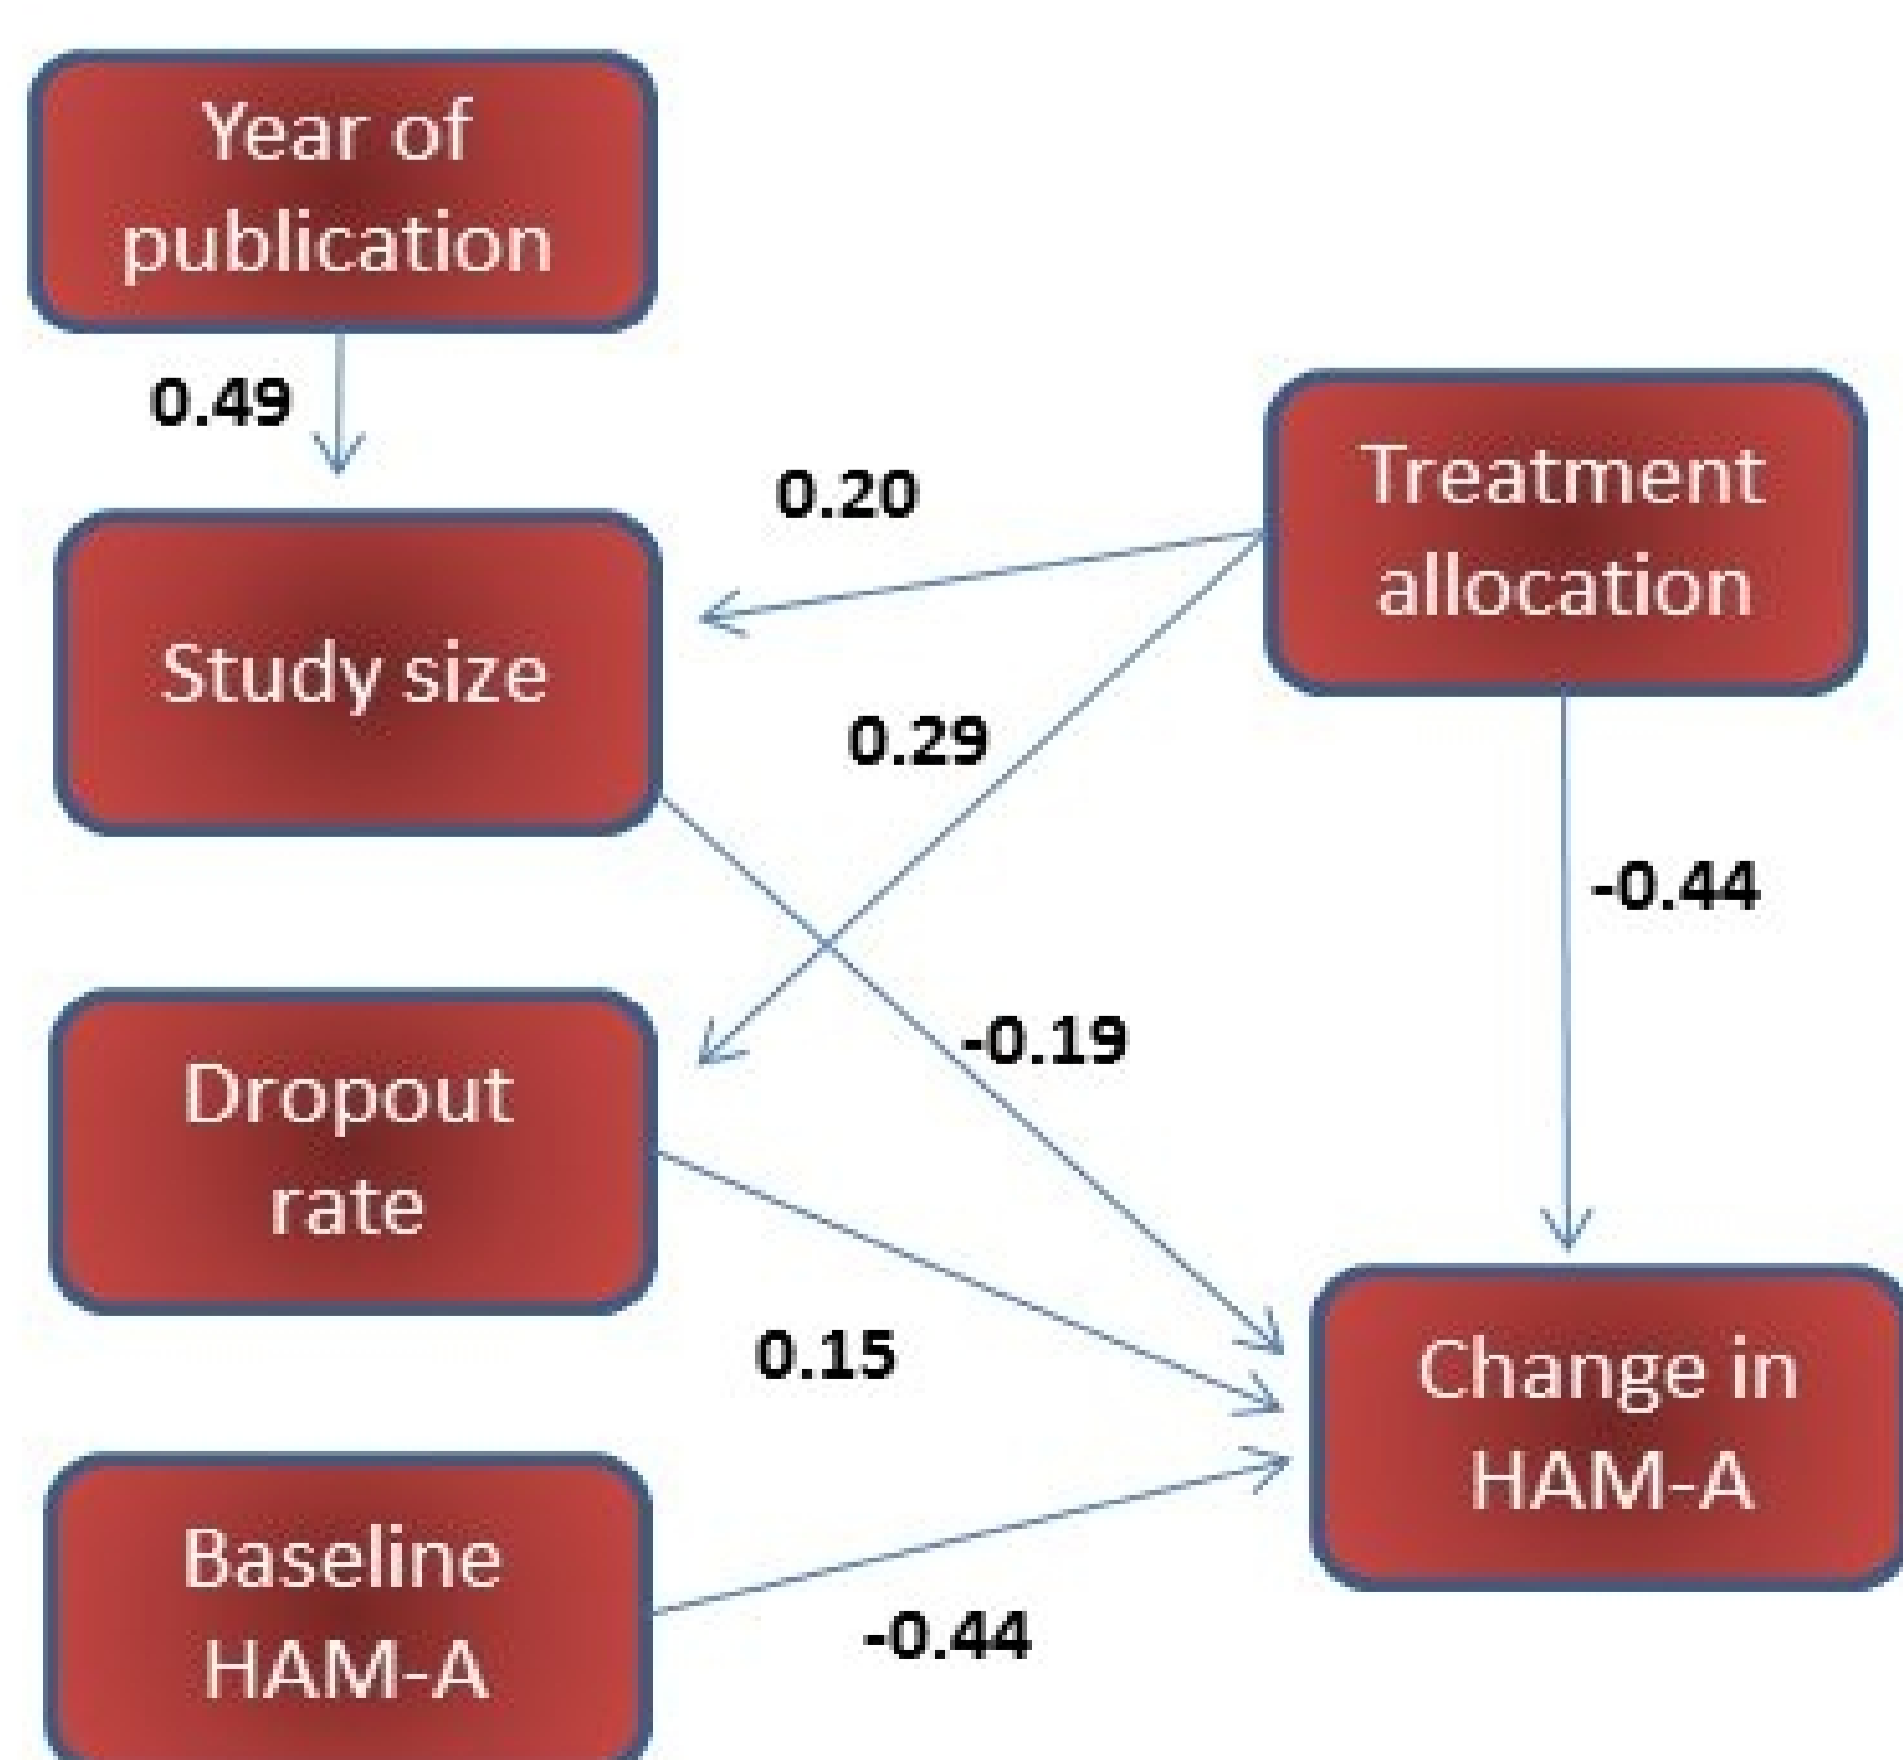 Year of
publication
0.49
0.20
Treatment
allocation
Study size
0.29
-0.44
-0.19
Dropout
rate
0.15
Change in
HAM-A
Baseline
HAM-A
-0.44